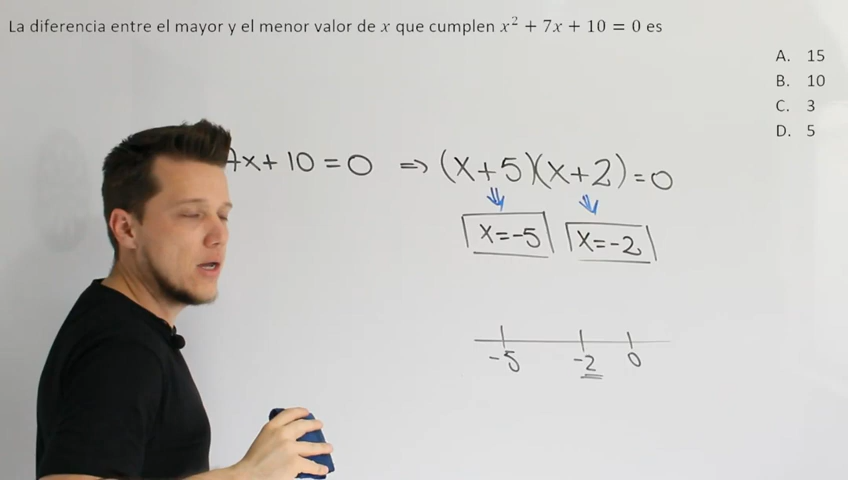 La diferencia entre el mayor y el menor valor de x que cumplen x² + 7x + 10 = 0 es
A. 15
B. 10
C. 3
D. 5
7x + 10 = 0 ⇒ (x+5)(x+2) = 0
x=-5 x=-2
-5 -2 0